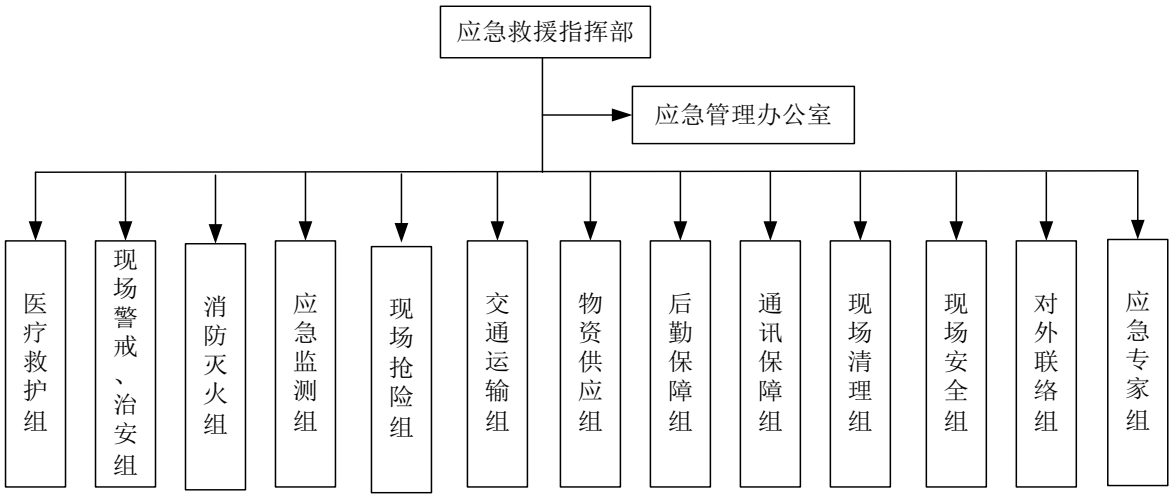 应急救援指挥部
应急管理办公室
医疗救护组
现场警戒、治安组
消防灭火组
应急监测组
现场抢险组
交通运输组
物资供应组
后勤保障组
通讯保障组
现场清理组
现场安全组
对外联络组
应急专家组